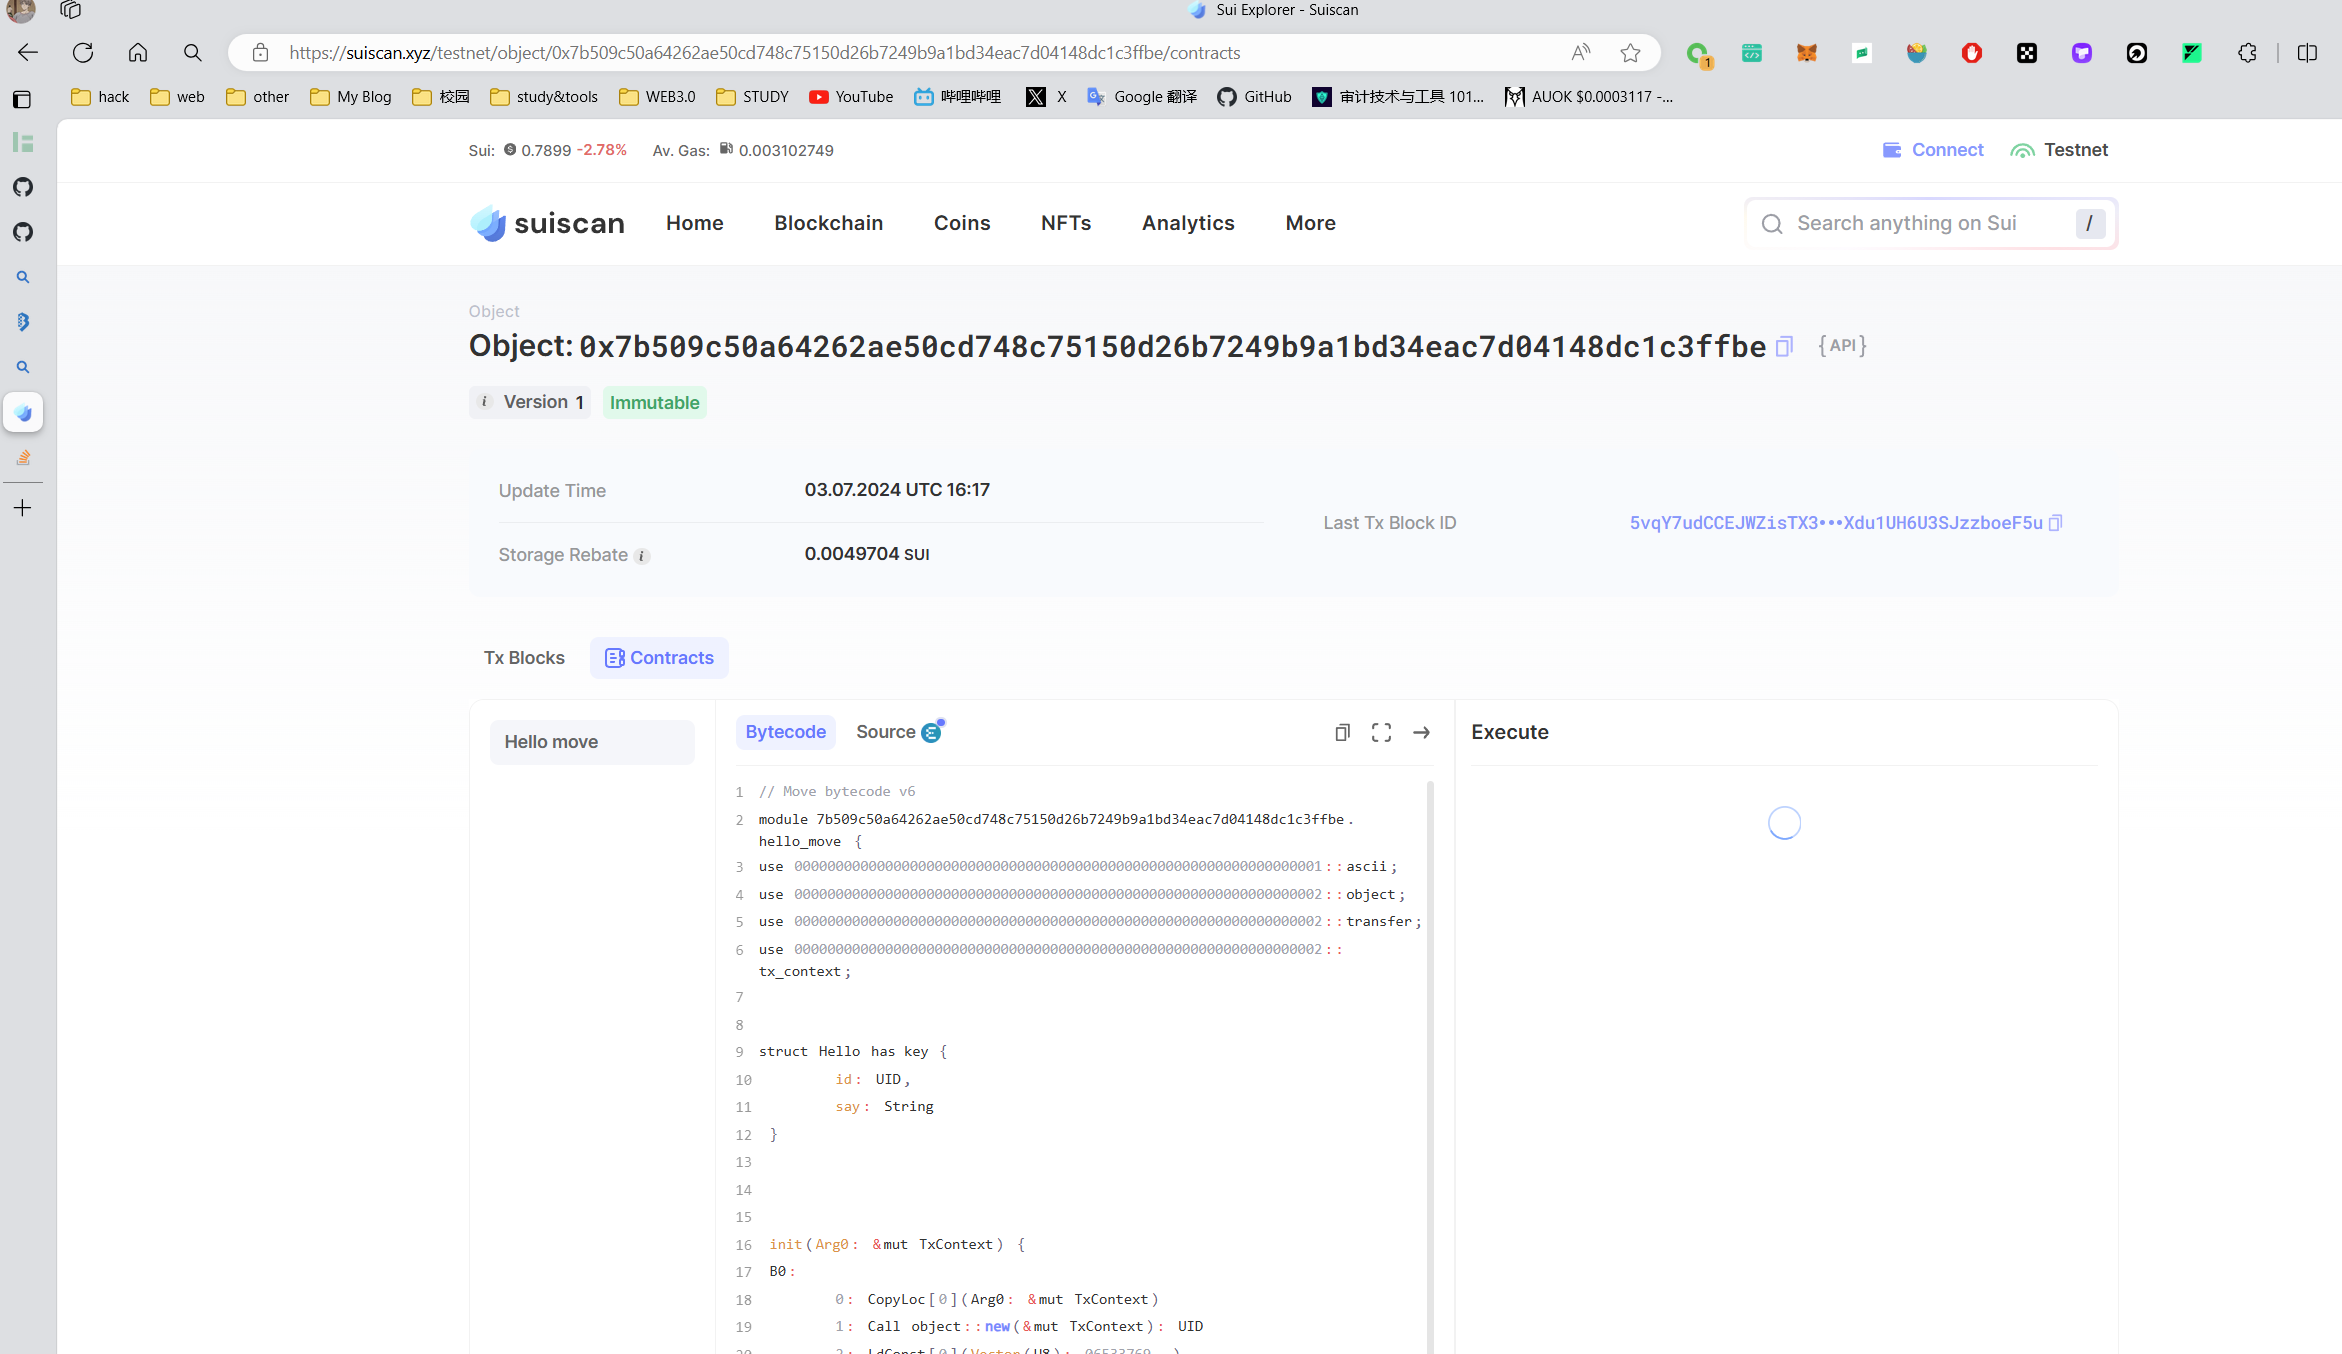 Sui Explorer - Suiscan
https://suiscan.xyz/testnet/object/0x7b509c50a64262ae50cd748c75150d26b7249b9a1bd34eac7d04148dc1c3ffbe/contracts
1
hack web other My Blog 校园 study&tools WEB3.0 STUDY YouTube 哔哩哔哩 X Google 翻译 GitHub 审计技术与工具 101... AUOK $0.0003117 -...
Sui: 0.7899 -2.78% Av. Gas: 0.003102749 Connect Testnet
suiscan Home Blockchain Coins NFTs Analytics More Search anything on Sui /
Object
Object: 0x7b509c50a64262ae50cd748c75150d26b7249b9a1bd34eac7d04148dc1c3ffbe {API}
i Version 1 Immutable
Update Time 03.07.2024 UTC 16:17
Last Tx Block ID 5vqY7udCCEJWZisTX3•••Xdu1UH6U3SJzzboeF5u
Storage Rebate i 0.0049704 SUI
Tx Blocks Contracts
Hello move
Bytecode Source
Execute
1 // Move bytecode v6
2 module 7b509c50a64262ae50cd748c75150d26b7249b9a1bd34eac7d04148dc1c3ffbe.
hello_move {
3 use 0000000000000000000000000000000000000000000000000000000000000001::ascii;
4 use 0000000000000000000000000000000000000000000000000000000000000002::object;
5 use 0000000000000000000000000000000000000000000000000000000000000002::transfer;
6 use 0000000000000000000000000000000000000000000000000000000000000002::
tx_context;
7
8
9 struct Hello has key {
10 id: UID,
11 say: String
12 }
13
14
15
16 init(Arg0: &mut TxContext) {
17 B0:
18 0: CopyLoc[0](Arg0: &mut TxContext)
19 1: Call object::new(&mut TxContext): UID
20 2: LdConst[0](Vector(U8): 06533769..)